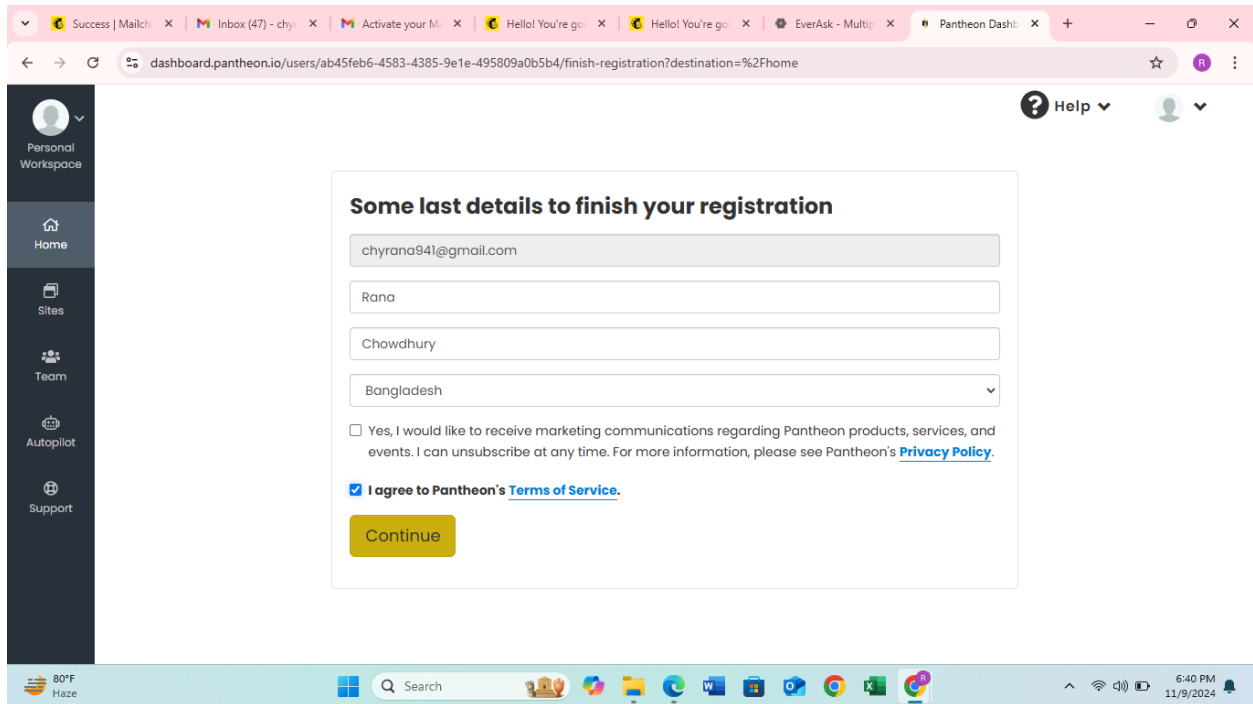 Success | Mailch
Inbox (47) - chyr
Activate your Ma
Hello! You're goi
Hello! You're goi
EverAsk - Multip
Pantheon Dashb
dashboard.pantheon.io/users/ab45feb6-4583-4385-9e1e-495809a0b5b4/finish-registration?destination=%2Fhome
R
Personal
Workspace
Home
Sites
Team
Autopilot
Support
Help
Some last details to finish your registration
chyrana941@gmail.com
Rana
Chowdhury
Bangladesh
Yes, I would like to receive marketing communications regarding Pantheon products, services, and
events. I can unsubscribe at any time. For more information, please see Pantheon's Privacy Policy.
I agree to Pantheon's Terms of Service.
Continue
80°F
Haze
Search
6:40 PM
11/9/2024